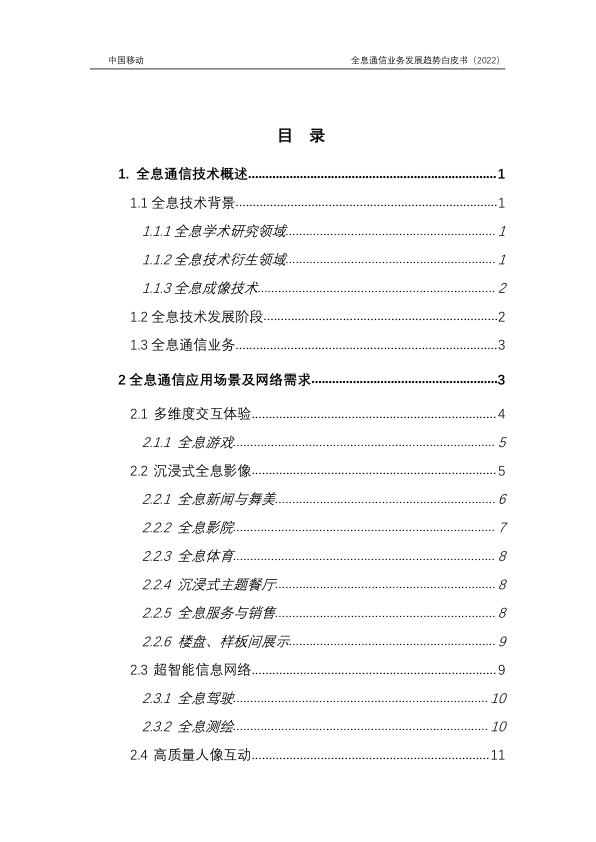 中国移动 全息通信业务发展趋势白皮书（2022）
目 录
1. 全息通信技术概述........................................................................1
1.1 全息技术背景...........................................................................1
1.1.1 全息学术研究领域............................................................ 1
1.1.2 全息技术衍生领域............................................................ 1
1.1.3 全息成像技术.................................................................... 2
1.2 全息技术发展阶段...................................................................2
1.3 全息通信业务...........................................................................3
2 全息通信应用场景及网络需求......................................................3
2.1 多维度交互体验...................................................................... 4
2.1.1 全息游戏........................................................................... 5
2.2 沉浸式全息影像...................................................................... 5
2.2.1 全息新闻与舞美............................................................... 6
2.2.2 全息影院........................................................................... 7
2.2.3 全息体育........................................................................... 8
2.2.4 沉浸式主题餐厅............................................................... 8
2.2.5 全息服务与销售............................................................... 8
2.2.6 楼盘、样板间展示........................................................... 9
2.3 超智能信息网络...................................................................... 9
2.3.1 全息驾驶......................................................................... 10
2.3.2 全息测绘......................................................................... 10
2.4 高质量人像互动.....................................................................11